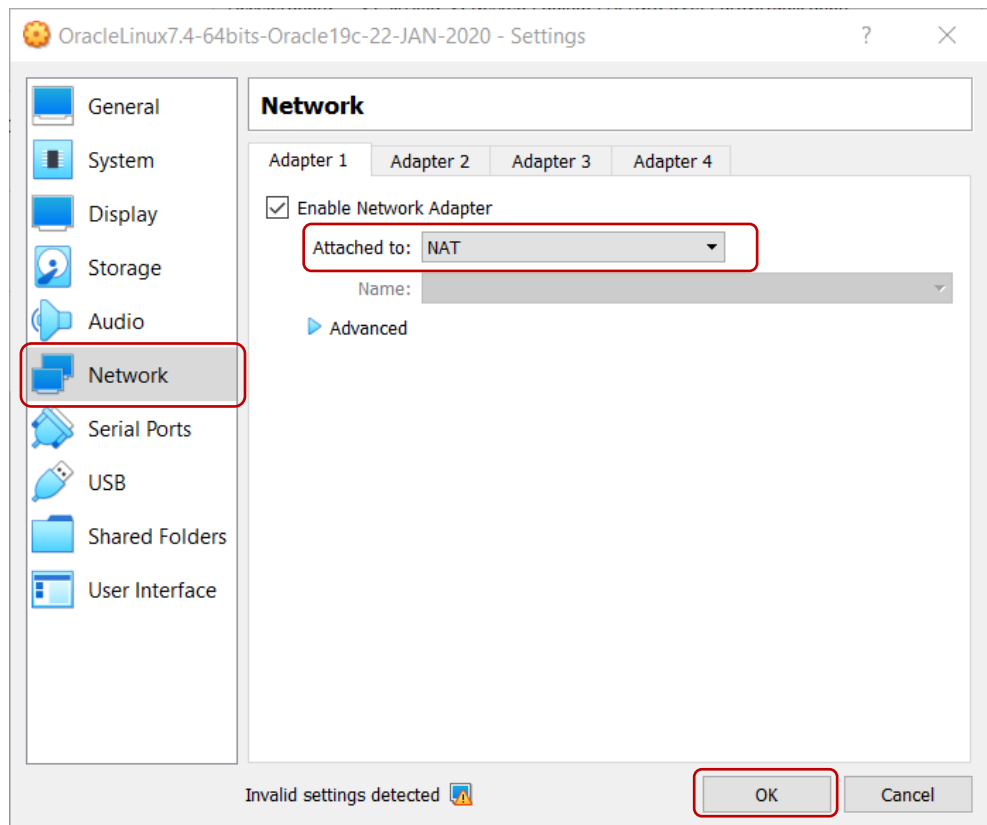 OracleLinux7.4-64bits-Oracle19c-22-JAN-2020 - Settings
General
System
Display
Storage
Audio
Network
Serial Ports
USB
Shared Folders
User Interface
Network
Adapter 1 Adapter 2 Adapter 3 Adapter 4
Enable Network Adapter
Attached to: NAT
Name:
Advanced
Invalid settings detected
OK Cancel